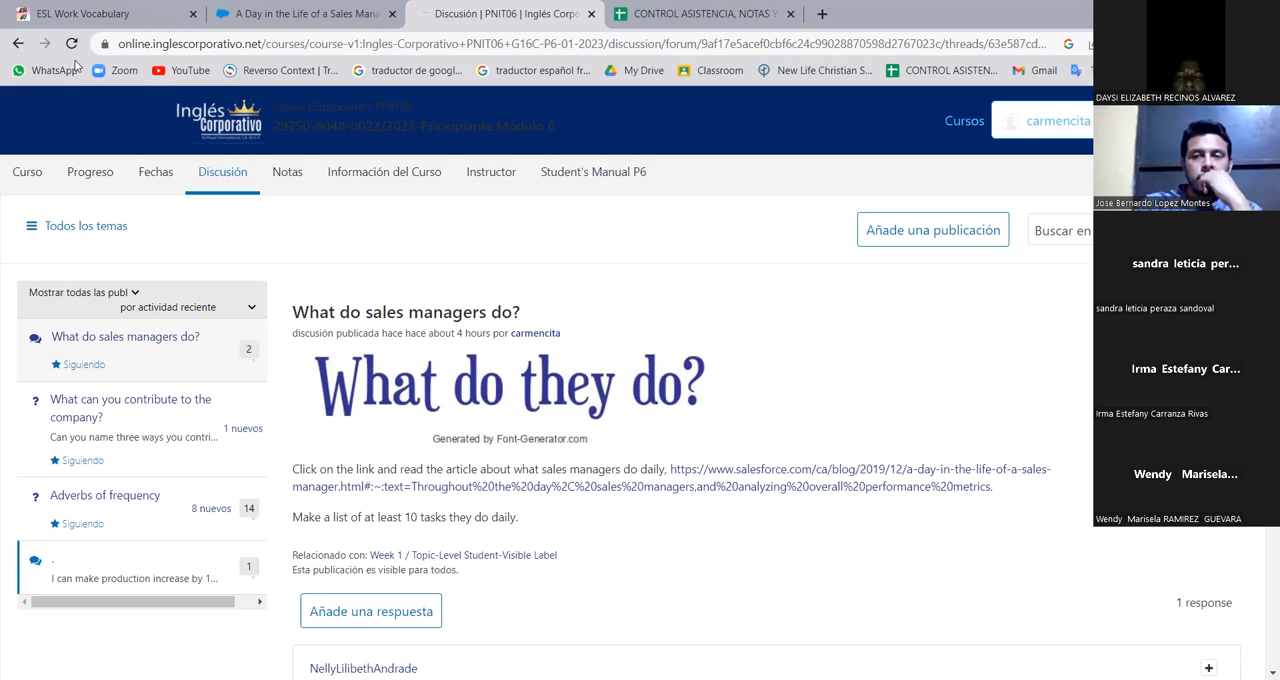 ESL Work Vocabulary
A Day in the Life of a Sales Mana
Discusión | PNIT06 | Inglés Corpo
CONTROL ASISTENCIA, NOTAS Y
online.inglescorporativo.net/courses/course-v1:Ingles-Corporativo+PNIT06+G16C-P6-01-2023/discussion/forum/9af17e5acef0cbf6c24c99028870598d2767023c/threads/63e587cd...
WhatsApp
Zoom
YouTube
Reverso Context | Tr...
traductor de googl...
traductor español fr...
My Drive
Classroom
New Life Christian S...
CONTROL ASISTEN...
Gmail
Inglés
Corporativo
Ingles Corporativo: PNIT06
29750-8048-0022/2023- Principiante Modulo 6
Cursos
carmencita
Curso
Progreso
Fechas
Discusión
Notas
Información del Curso
Instructor
Student's Manual P6
Todos los temas
Añade una publicación
Buscar en
Mostrar todas las publ
por actividad reciente
What do sales managers do?
2
Siguiendo
What can you contribute to the
company?
1 nuevos
Can you name three ways you contri...
Siguiendo
Adverbs of frequency
8 nuevos 14
Siguiendo
.
I can make production increase by 1...
1
What do sales managers do?
discusión publicada hace hace about 4 hours por carmencita
What do they do?
Generated by Font-Generator.com
Click on the link and read the article about what sales managers do daily, https://www.salesforce.com/ca/blog/2019/12/a-day-in-the-life-of-a-sales-
manager.html#:~:text=Throughout%20the%20day%2C%20sales%20managers,and%20analyzing%20overall%20performance%20metrics.
Make a list of at least 10 tasks they do daily.
Relacionado con: Week 1 / Topic-Level Student-Visible Label
Esta publicación es visible para todos.
Añade una respuesta
1 response
NellyLilibethAndrade
DAYSI ELIZABETH RECINOS ALVAREZ
Jose Bernardo Lopez Montes
sandra leticia per...
sandra leticia peraza sandoval
Irma Estefany Car...
Irma Estefany Carranza Rivas
Wendy Marisela...
Wendy Marisela RAMIREZ GUEVARA